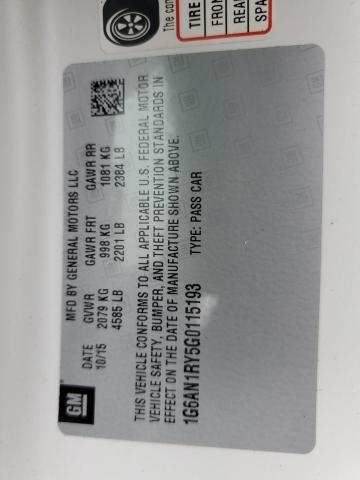 The con
TIRE
FRON
REA
SPA
GM
MFD BY GENERAL MOTORS LLC
DATE GVWR GAWR FRT GAWR RR
10/15 2079 KG 998 KG 1081 KG
4585 LB 2201 LB 2384 LB
THIS VEHICLE CONFORMS TO ALL APPLICABLE U.S. FEDERAL MOTOR
VEHICLE SAFETY, BUMPER, AND THEFT PREVENTION STANDARDS IN
EFFECT ON THE DATE OF MANUFACTURE SHOWN ABOVE.
1G6AN1RY5G0115193 TYPE: PASS CAR